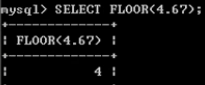 mysql> SELECT FLOOR(4.67);
+-------------+
| FLOOR(4.67) |
+-------------+
| 4 |